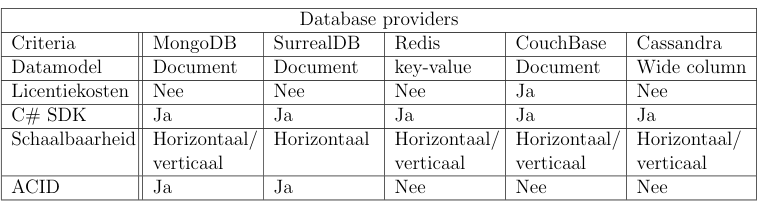 Database providers
Criteria MongoDB SurrealDB Redis CouchBase Cassandra
Datamodel Document Document key-value Document Wide column
Licentiekosten Nee Nee Nee Ja Nee
C# SDK Ja Ja Ja Ja Ja
Schaalbaarheid Horizontaal/ Horizontaal Horizontaal/ Horizontaal/ Horizontaal/
verticaal verticaal verticaal verticaal
ACID Ja Ja Nee Nee Nee